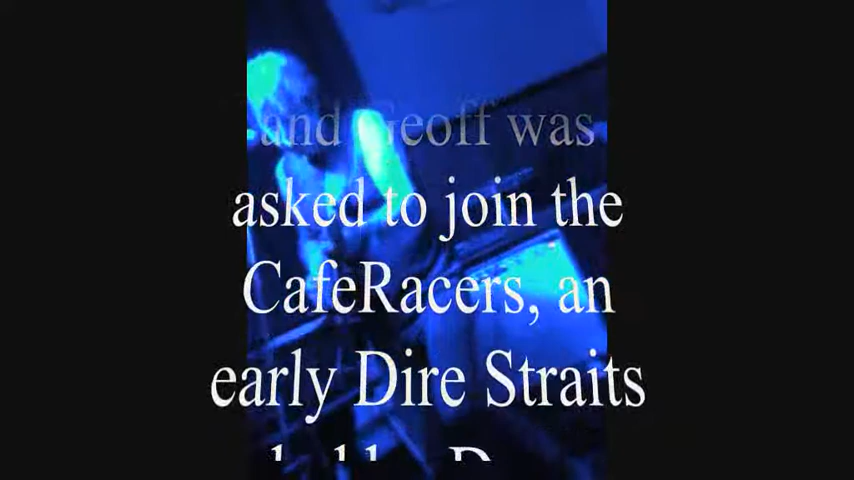 and Geoff was
asked to join the
CafeRacers, an
early Dire Straits